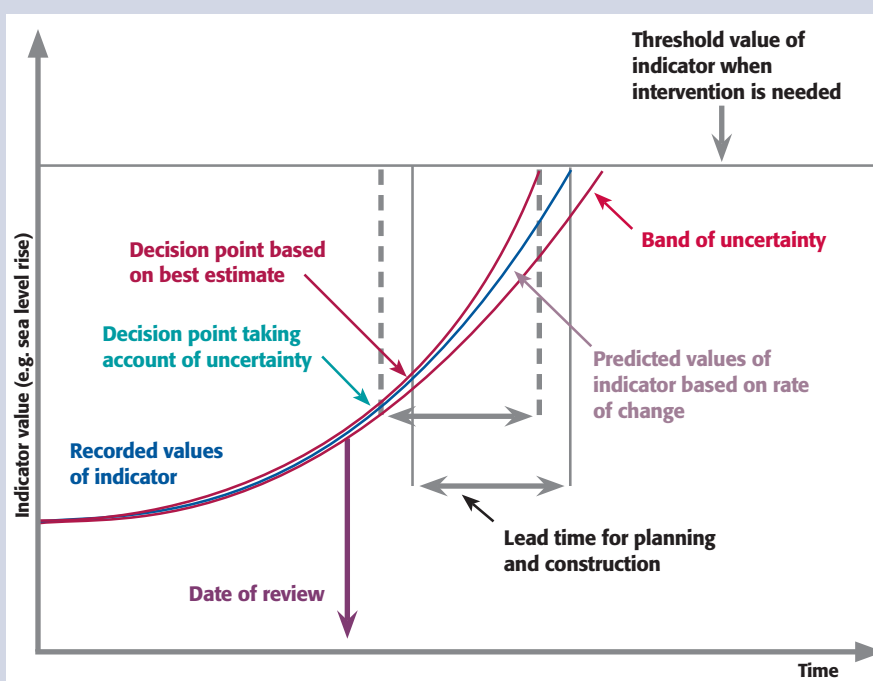 Threshold value of
indicator when
intervention is needed
Indicator value (e.g. sea level rise)
Decision point based
on best estimate
Band of uncertainty
Decision point taking
account of uncertainty
Predicted values of
indicator based on rate
of change
Recorded values
of indicator
Lead time for planning
and construction
Date of review
Time